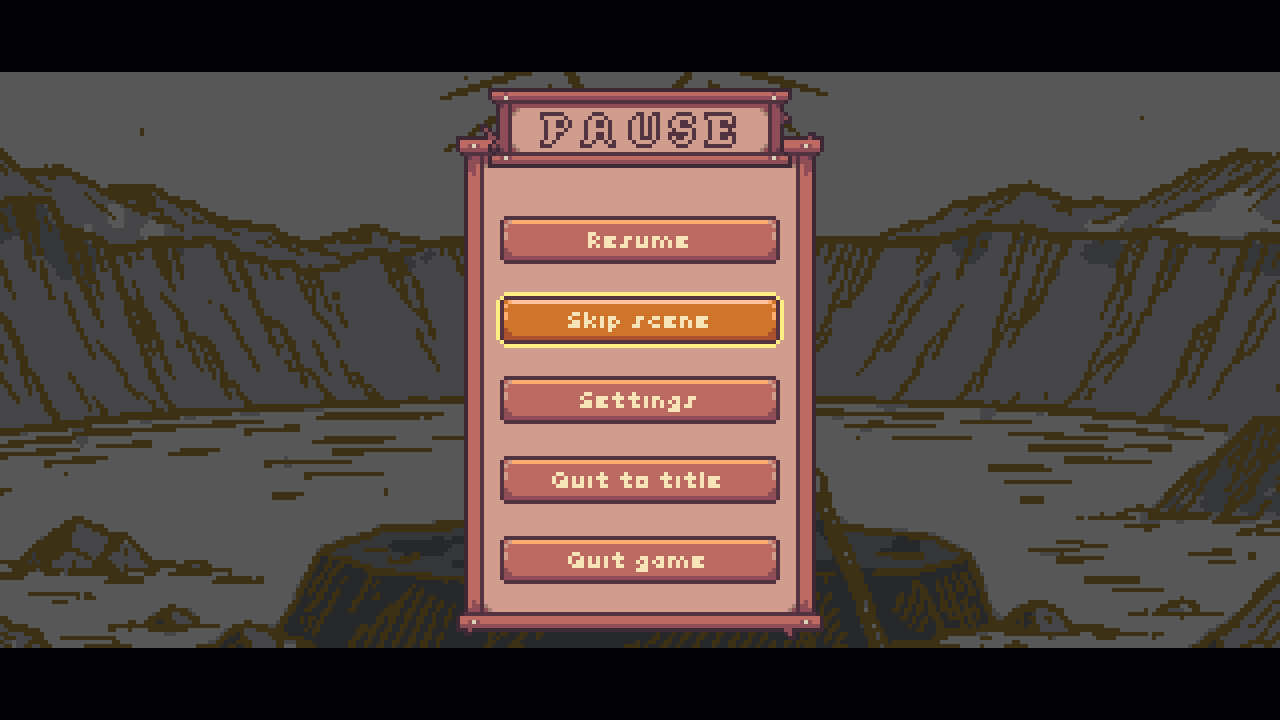 PAUSE
Resume
Skip scene
Settings
Quit to title
Quit game